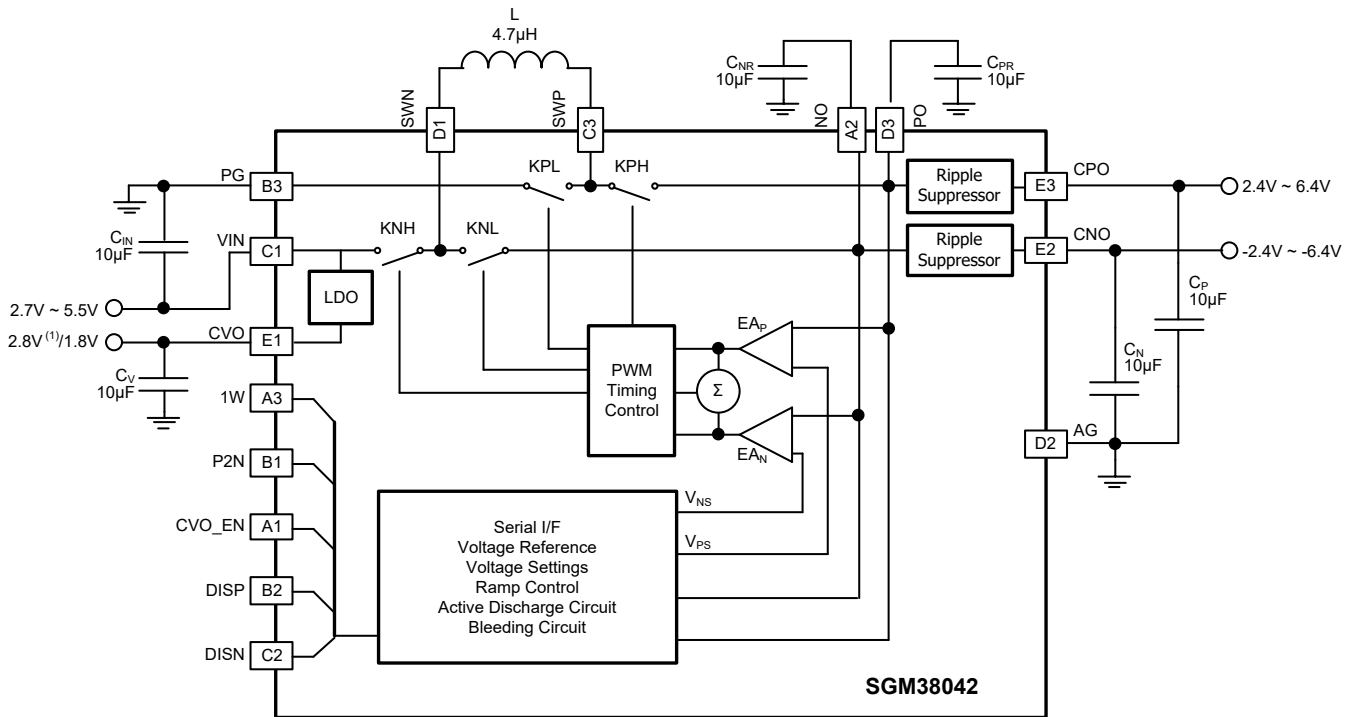 L
4.7µH
CNR
10µF
CPR
10µF
SWN
SWP
NO
PO
D1
C3
A2
D3
PG
B3
KPL
KPH
Ripple
Suppressor
E3
CPO
2.4V ~ 6.4V
CIN
10µF
VIN
C1
KNH
KNL
Ripple
Suppressor
E2
CNO
-2.4V ~ -6.4V
LDO
2.7V ~ 5.5V
2.8V (1)/1.8V
CVO
E1
CP
10µF
CV
10µF
EAP
PWM
Timing
Control
Σ
EAN
CN
10µF
1W
A3
D2
AG
P2N
B1
CVO_EN
A1
DISP
B2
DISN
C2
VNS
VPS
Serial I/F
Voltage Reference
Voltage Settings
Ramp Control
Active Discharge Circuit
Bleeding Circuit
SGM38042